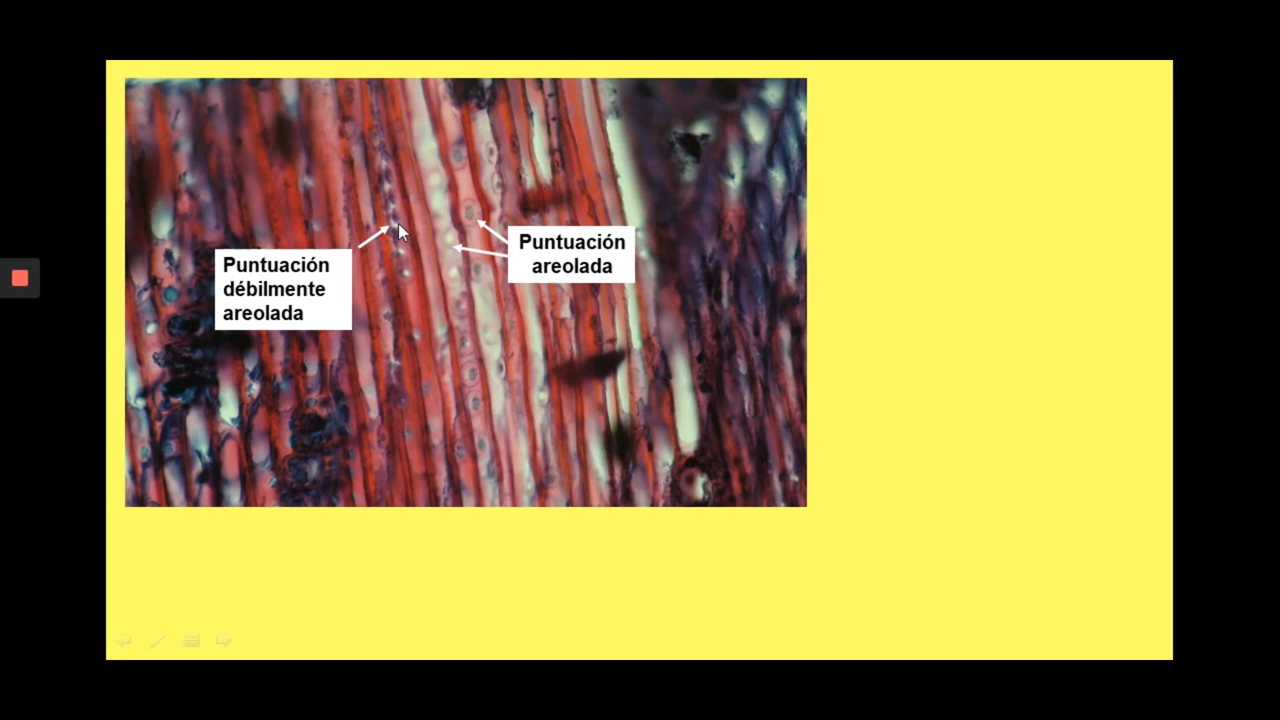 Puntuación
débilmente
areolada
Puntuación
areolada